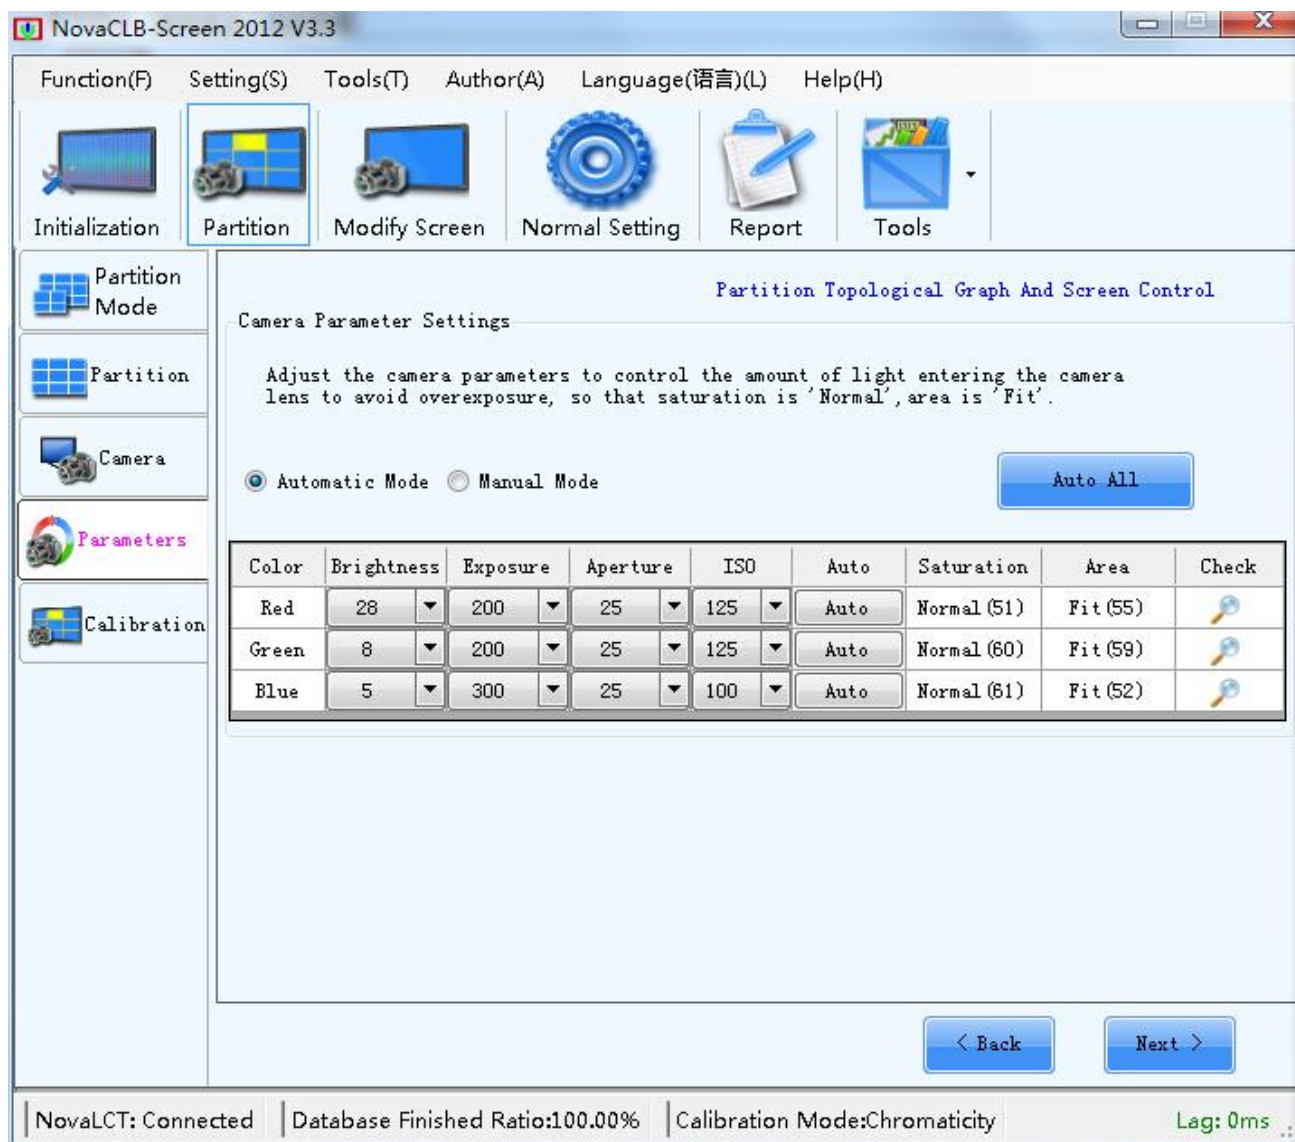 NovaCLB-Screen 2012 V3.3
Function(F) Setting(S) Tools(T) Author(A) Language(语言)(L) Help(H)
Initialization Partition Modify Screen Normal Setting Report Tools
Partition
Mode
Partition
Camera
Parameters
Calibration
Partition Topological Graph And Screen Control
Camera Parameter Settings
Adjust the camera parameters to control the amount of light entering the camera
lens to avoid overexposure, so that saturation is 'Normal', area is 'Fit'.
Automatic Mode Manual Mode Auto All
Color Brightness Exposure Aperture ISO Auto Saturation Area Check
Red 28 200 25 125 Auto Normal(51) Fit(55)
Green 8 200 25 125 Auto Normal(60) Fit(59)
Blue 5 300 25 100 Auto Normal(61) Fit(52)
< Back Next >
NovaLCT: Connected Database Finished Ratio:100.00% Calibration Mode:Chromaticity Lag: 0ms